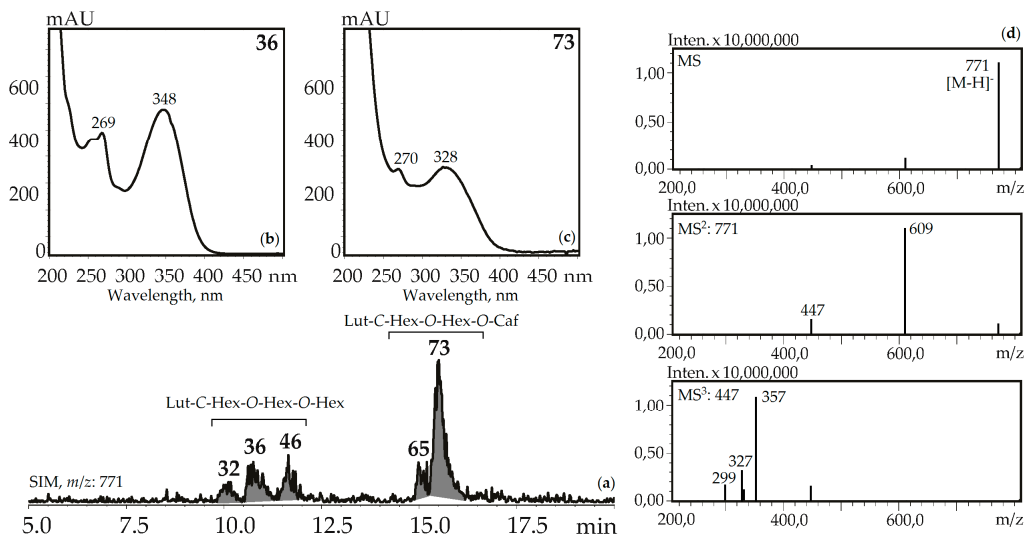 mAU
36
600
400
200
0
269
348
(b)
200 250 300 350 400 450 nm
Wavelength, nm
mAU
73
600
400
200
0
270
328
(c)
200 250 300 350 400 450 nm
Wavelength, nm
Lut-C-Hex-O-Hex-O-Caf
73
Lut-C-Hex-O-Hex-O-Hex
32
36
46
65
SIM, m/z: 771
(a)
5.0 7.5 10.0 12.5 15.0 17.5 min
Inten. x 10,000,000
(d)
MS
771
[M-H]-
1,00
0,50
0,00
200,0 400,0 600,0 m/z
Inten. x 10,000,000
MS2: 771
609
447
1,00
0,50
0,00
200,0 400,0 600,0 m/z
Inten. x 10,000,000
MS3: 447
357
327
299
1,00
0,50
0,00
200,0 400,0 600,0 m/z